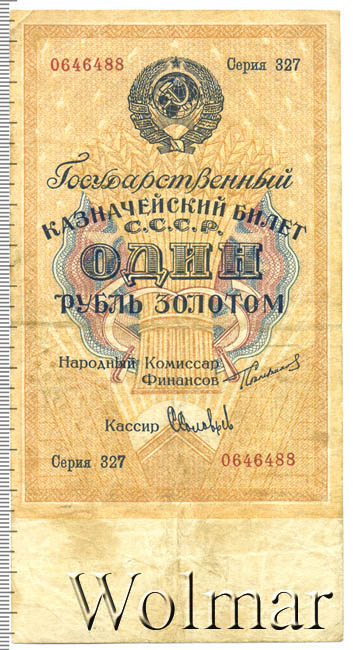 0646488 Серия 327
Государственный
КАЗНАЧЕЙСКИЙ БИЛЕТ
С.С.С.Р.
ОДИН
РУБЛЬ ЗОЛОТОМ
Народный Комиссар
Финансов
Кассир
Серия 327 0646488
Wolmar